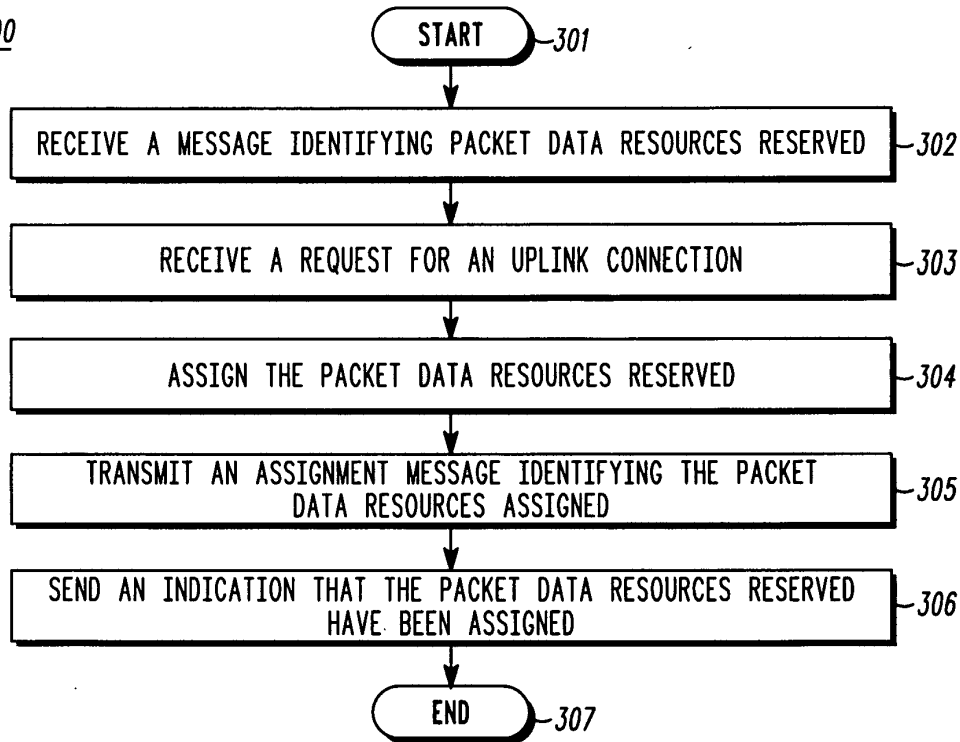 START
301
RECEIVE A MESSAGE IDENTIFYING PACKET DATA RESOURCES RESERVED
302
RECEIVE A REQUEST FOR AN UPLINK CONNECTION
303
ASSIGN THE PACKET DATA RESOURCES RESERVED
304
TRANSMIT AN ASSIGNMENT MESSAGE IDENTIFYING THE PACKET
DATA RESOURCES ASSIGNED
305
SEND AN INDICATION THAT THE PACKET DATA RESOURCES RESERVED
HAVE BEEN ASSIGNED
306
END
307